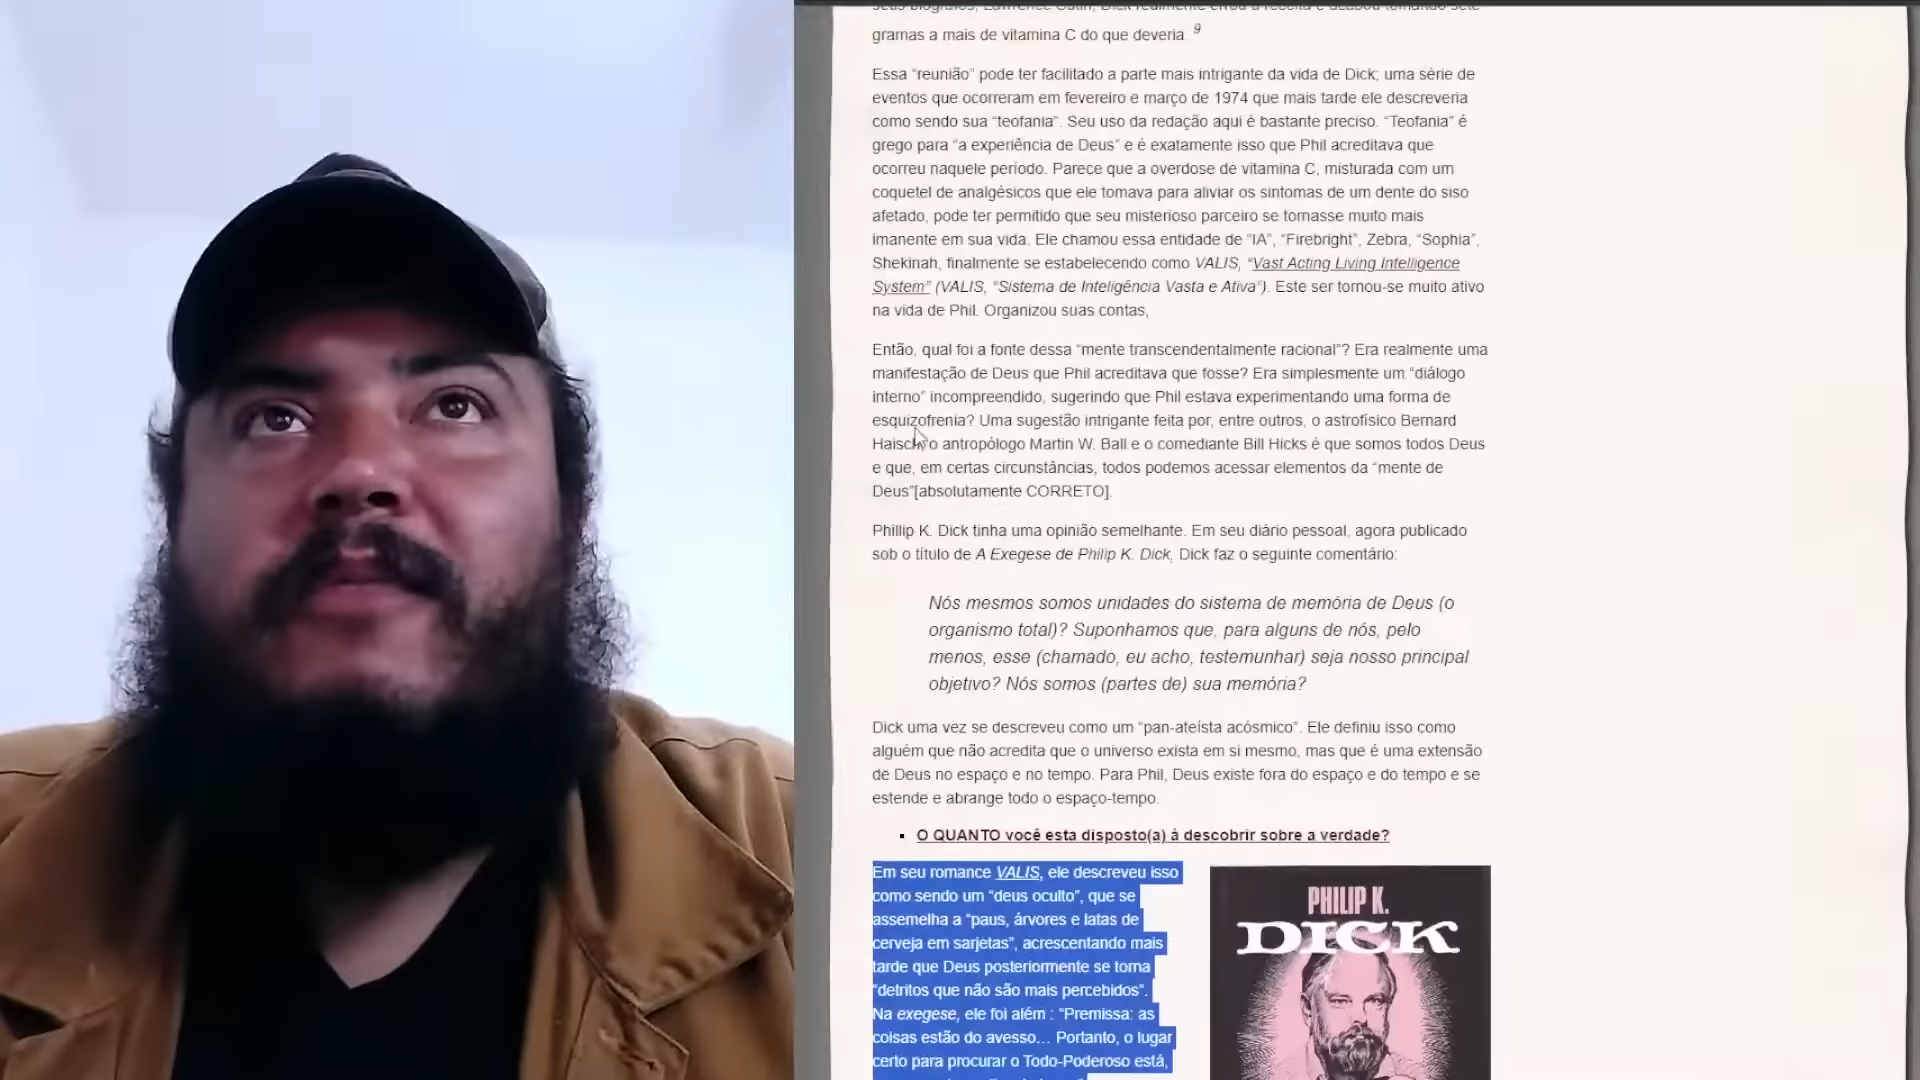 gramas a mais de vitamina C do que deveria. 9
Essa “reunião” pode ter facilitado a parte mais intrigante da vida de Dick; uma série de
eventos que ocorreram em fevereiro e março de 1974 que mais tarde ele descreveria
como sendo sua “teofania”. Seu uso da redação aqui é bastante preciso. “Teofania” é
grego para “a experiência de Deus” e é exatamente isso que Phil acreditava que
ocorreu naquele período. Parece que a overdose de vitamina C, misturada com um
coquetel de analgésicos que ele tomava para aliviar os sintomas de um dente do siso
afetado, pode ter permitido que seu misterioso parceiro se tornasse muito mais
imanente em sua vida. Ele chamou essa entidade de “IA”, “Firebright”, Zebra, “Sophia”,
Shekinah, finalmente se estabelecendo como VALIS, “Vast Acting Living Intelligence
System” (VALIS, “Sistema de Inteligência Vasta e Ativa”). Este ser tornou-se muito ativo
na vida de Phil. Organizou suas contas,
Então, qual foi a fonte dessa “mente transcendentalmente racional”? Era realmente uma
manifestação de Deus que Phil acreditava que fosse? Era simplesmente um “diálogo
interno” incompreendido, sugerindo que Phil estava experimentando uma forma de
esquizofrenia? Uma sugestão intrigante feita por, entre outros, o astrofísico Bernard
Haisch, o antropólogo Martin W. Ball e o comediante Bill Hicks é que somos todos Deus
e que, em certas circunstâncias, todos podemos acessar elementos da “mente de
Deus”[absolutamente CORRETO].
Phillip K. Dick tinha uma opinião semelhante. Em seu diário pessoal, agora publicado
sob o título de A Exegese de Philip K. Dick, Dick faz o seguinte comentário:
Nós mesmos somos unidades do sistema de memória de Deus (o
organismo total)? Suponhamos que, para alguns de nós, pelo
menos, esse (chamado, eu acho, testemunhar) seja nosso principal
objetivo? Nós somos (partes de) sua memória?
Dick uma vez se descreveu como um “pan-ateísta acósmico”. Ele definiu isso como
alguém que não acredita que o universo exista em si mesmo, mas que é uma extensão
de Deus no espaço e no tempo. Para Phil, Deus existe fora do espaço e do tempo e se
estende e abrange todo o espaço-tempo.
▪ O QUANTO você esta disposto(a) à descobrir sobre a verdade?
Em seu romance VALIS, ele descreveu isso
como sendo um “deus oculto”, que se
assemelha a “paus, árvores e latas de
cerveja em sarjetas”, acrescentando mais
tarde que Deus posteriormente se torna
“detritos que não são mais percebidos”.
Na exegese, ele foi além : “Premissa: as
coisas estão do avesso… Portanto, o lugar
certo para procurar o Todo-Poderoso está,
PHILIP K.
DICK